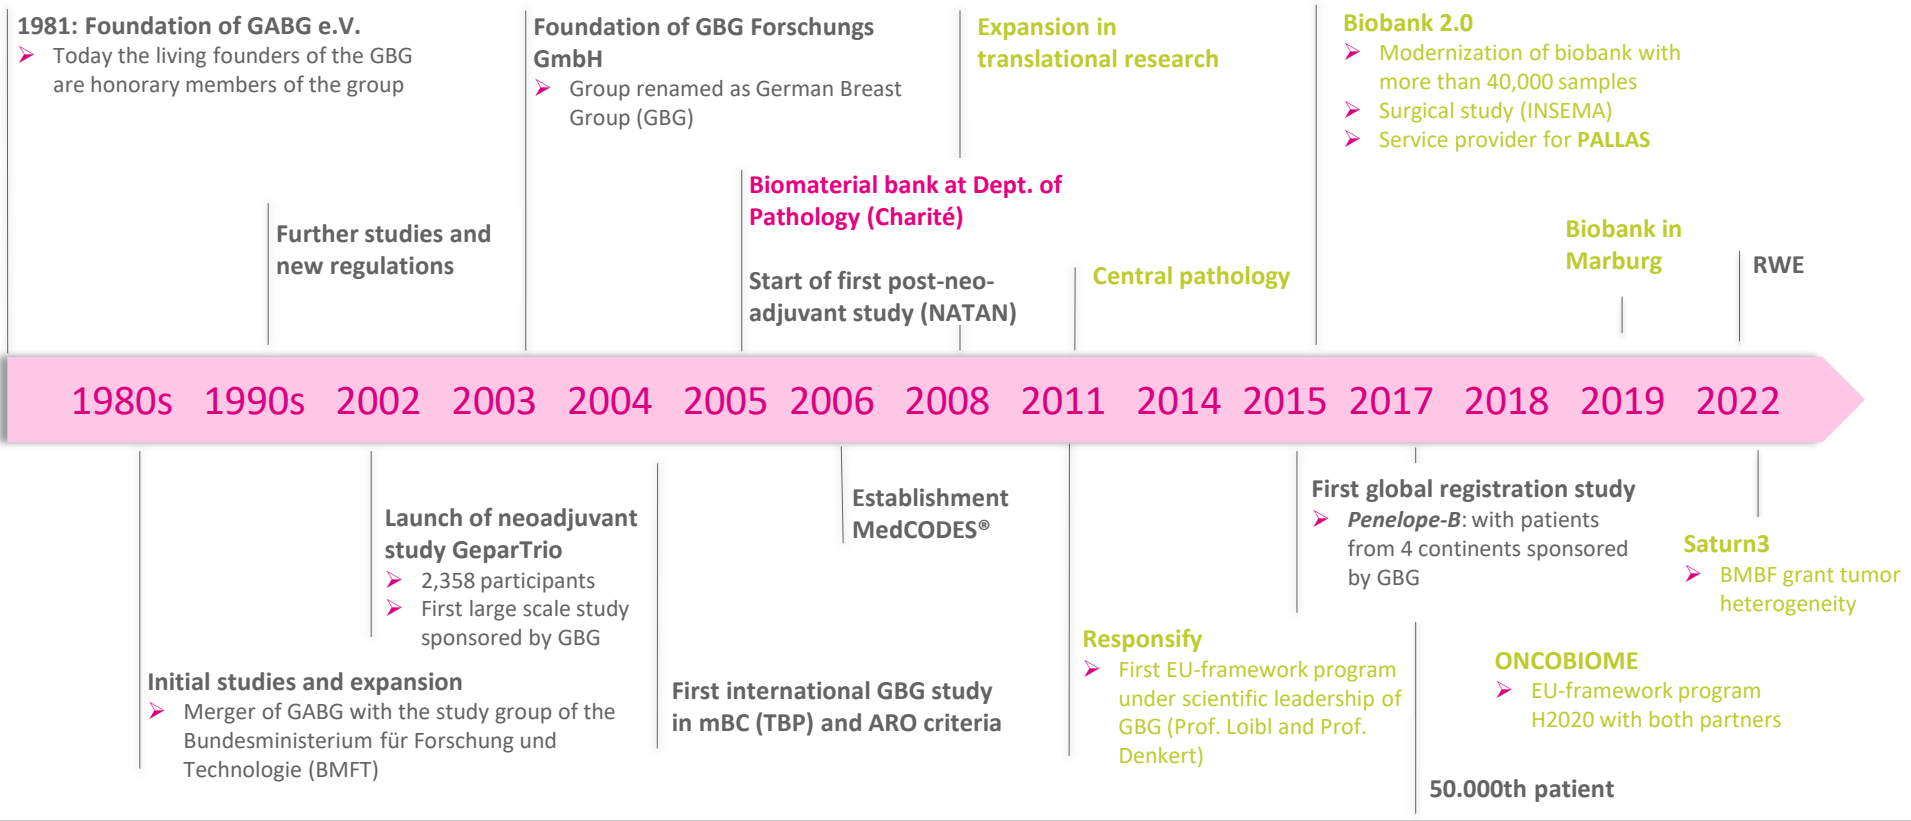 1981: Foundation of GABG e.V.
Today the living founders of the GBG
are honorary members of the group
Further studies and
new regulations
Foundation of GBG Forschungs
GmbH
Group renamed as German Breast
Group (GBG)
Biomaterial bank at Dept. of
Pathology (Charité)
Start of first post-neo-
adjuvant study (NATAN)
Expansion in
translational research
Central pathology
Biobank 2.0
Modernization of biobank with
more than 40,000 samples
Surgical study (INSEMA)
Service provider for PALLAS
Biobank in
Marburg
RWE
1980s 1990s 2002 2003 2004 2005 2006 2008 2011 2014 2015 2017 2018 2019 2022
Initial studies and expansion
Merger of GABG with the study group of the
Bundesministerium für Forschung und
Technologie (BMFT)
Launch of neoadjuvant
study GeparTrio
2,358 participants
First large scale study
sponsored by GBG
First international GBG study
in mBC (TBP) and ARO criteria
Establishment
MedCODES®
Responsify
First EU-framework program
under scientific leadership of
GBG (Prof. Loibl and Prof.
Denkert)
First global registration study
Penelope-B: with patients
from 4 continents sponsored
by GBG
50.000th patient
ONCOBIOME
EU-framework program
H2020 with both partners
Saturn3
BMBF grant tumor
heterogeneity